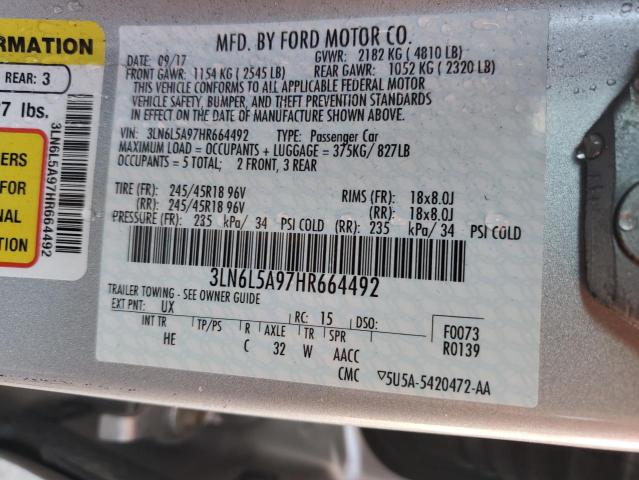 MFD. BY FORD MOTOR CO.
DATE: 09/17 GVWR: 2182 KG ( 4810 LB)
FRONT GAWR: 1154 KG ( 2545 LB) REAR GAWR: 1052 KG ( 2320 LB)
THIS VEHICLE CONFORMS TO ALL APPLICABLE FEDERAL MOTOR
VEHICLE SAFETY, BUMPER, AND THEFT PREVENTION STANDARDS
IN EFFECT ON THE DATE OF MANUFACTURE SHOWN ABOVE.
VIN: 3LN6L5A97HR664492 TYPE: Passenger Car
MAXIMUM LOAD = OCCUPANTS + LUGGAGE = 375KG/ 827LB
OCCUPANTS = 5 TOTAL; 2 FRONT, 3 REAR
TIRE (FR): 245/45R18 96V RIMS (FR): 18x8.0J
(RR): 245/45R18 96V (RR): 18x8.0J
PRESSURE (FR): 235 kPa/ 34 PSI COLD (RR): 235 kPa/ 34 PSI COLD
3LN6L5A97HR664492
TRAILER TOWING - SEE OWNER GUIDE
EXT PNT: UX RC: 15 DSO: F0073
INT TR TP/PS R AXLE TR SPR R0139
HE C 32 W AACC
CMC ▽5U5A-5420472-AA
ORMATION
REAR: 3
7 lbs.
3LN6L5A97HR664492
ERS
FOR
NAL
TION